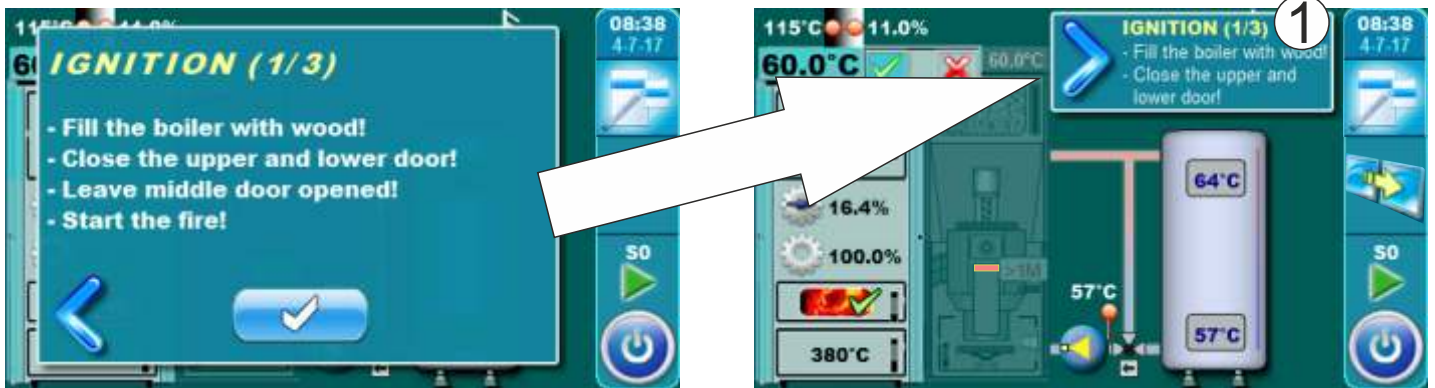 11
08:38
4-7-17
IGNITION (1/3)
- Fill the boiler with wood!
- Close the upper and lower door!
- Leave middle door opened!
- Start the fire!
S0
115°C 11.0%
60.0°C
60.0°C
1
IGNITION (1/3)
- Fill the boiler with wood!
- Close the upper and
lower door!
08:38
4-7-17
64°C
16.4%
100.0%
>1M
57°C
57°C
380°C
S0